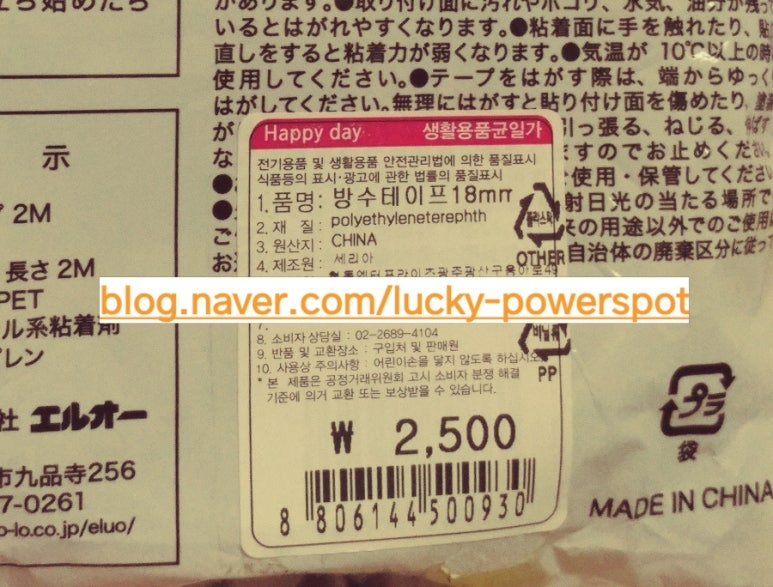 あります。●取り付け面に汚れやホコリ、水気、油分が残って
いるとはがれやすくなります。●粘着面に手を触れたり、貼
直しをすると粘着力が弱くなります。●気温が 10℃以上の時
使用してください。●テープをはがす際は、端からゆっく
はがしてください。無理にはがすと貼り付け面を傷めたり、
引っ張る、ねじる、
ますのでお止めくださ
使用・保管してくださ
射日光の当たる場所で
来の用途以外でのご使用
自治体の廃棄区分に従っ
示
2M
長さ 2M
PET
ル系粘着剤
プレン
社 エルオー
市九品寺256
7-0261
o-lo.co.jp/eluo/
Happy day 생활용품균일가
전기용품 및 생활용품 안전관리법에 의한 품질표시
식품등의 표시·광고에 관한 법률의 품질표시
1. 품명: 방수테이프18mm
2. 재 질 : polyethyleneterephth
3. 원산지 : CHINA
4. 제조원 : 세리아
플라스틱
OTHER
blog.naver.com/lucky-powerspot
7.
8. 소비자 상담실 : 02-2689-4104
9. 반품 및 교환장소 : 구입처 및 판매원
10. 사용상 주의사항 : 어린이손을 닿지 않도록 하십시오
* 본 제품은 공정거래위원회 고시 소비자 분쟁 해결
기준에 의거 교환 또는 보상받을 수 있습니다.
비닐류
PP
₩ 2,500
8 806144 500930
プラ
袋
MADE IN CHINA